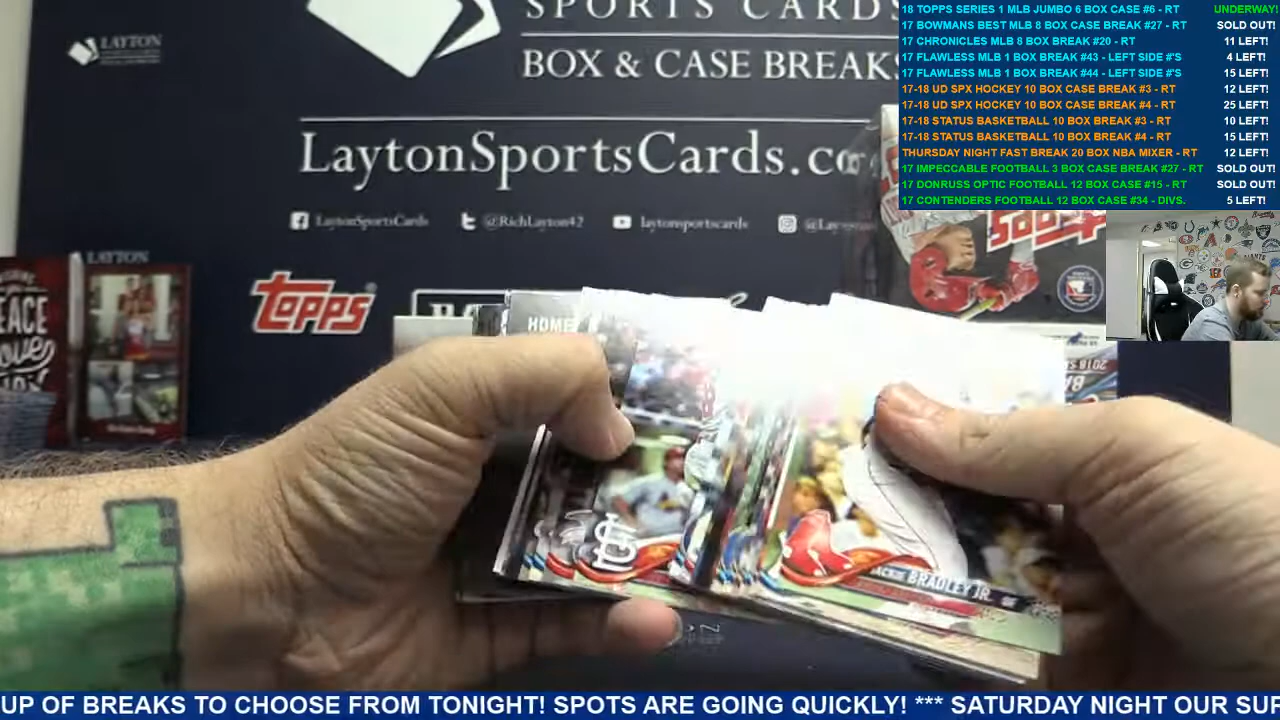 SPORTS CARDS
BOX & CASE BREAKS
LaytonSportsCards.co
LAYTON
LaytonSportsCards
@RichLayton42
laytonsportscards
LAYTON
TOPPS
HOME
ACKIE BRADLEY JR.
18 TOPPS SERIES 1 MLB JUMBO 6 BOX CASE #6 - RT UNDERWAY!
17 BOWMANS BEST MLB 8 BOX CASE BREAK #27 - RT SOLD OUT!
17 CHRONICLES MLB 8 BOX BREAK #20 - RT 11 LEFT!
17 FLAWLESS MLB 1 BOX BREAK #43 - LEFT SIDE #'S 4 LEFT!
17 FLAWLESS MLB 1 BOX BREAK #44 - LEFT SIDE #'S 15 LEFT!
17-18 UD SPX HOCKEY 10 BOX CASE BREAK #3 - RT 12 LEFT!
17-18 UD SPX HOCKEY 10 BOX CASE BREAK #4 - RT 25 LEFT!
17-18 STATUS BASKETBALL 10 BOX BREAK #3 - RT 10 LEFT!
17-18 STATUS BASKETBALL 10 BOX BREAK #4 - RT 15 LEFT!
THURSDAY NIGHT FAST BREAK 20 BOX NBA MIXER - RT 12 LEFT!
17 IMPECCABLE FOOTBALL 3 BOX CASE BREAK #27 - RT SOLD OUT!
17 DONRUSS OPTIC FOOTBALL 12 BOX CASE #15 - RT SOLD OUT!
17 CONTENDERS FOOTBALL 12 BOX CASE #34 - DIVS. 5 LEFT!
UP OF BREAKS TO CHOOSE FROM TONIGHT! SPOTS ARE GOING QUICKLY! *** SATURDAY NIGHT OUR SUP